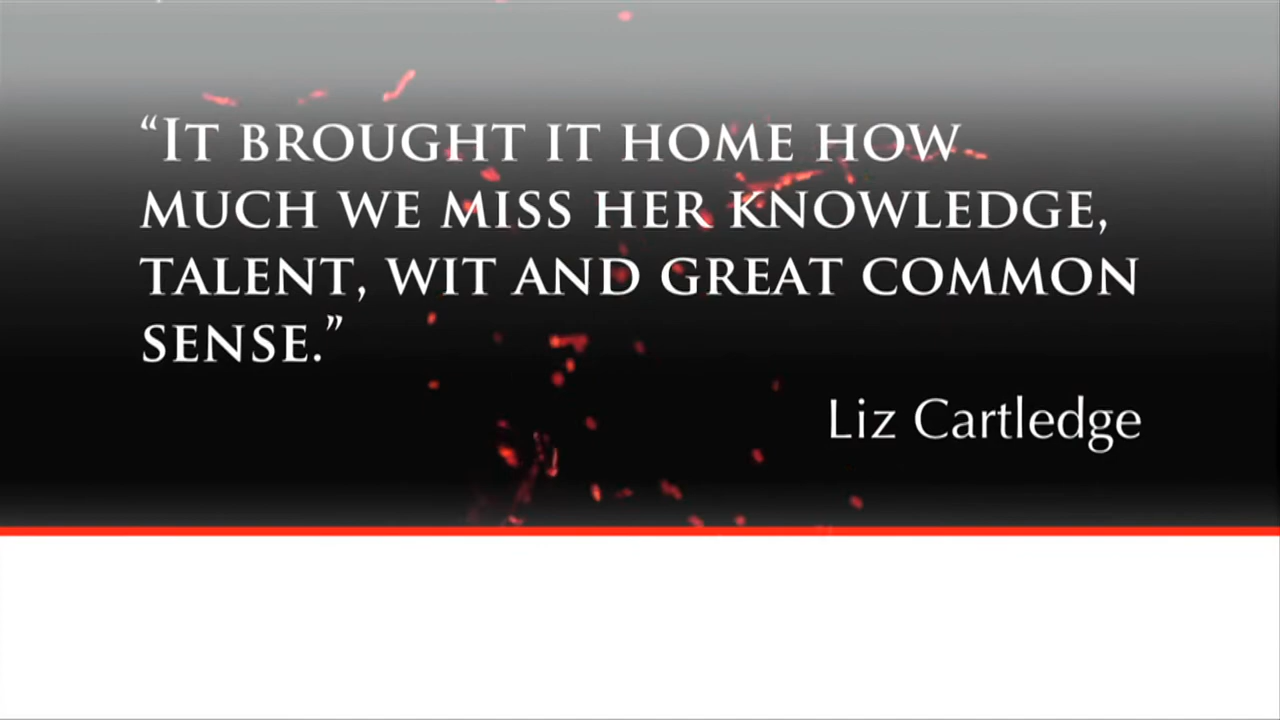 “It brought it home how
much we miss her knowledge,
talent, wit and great common
sense.”
Liz Cartledge